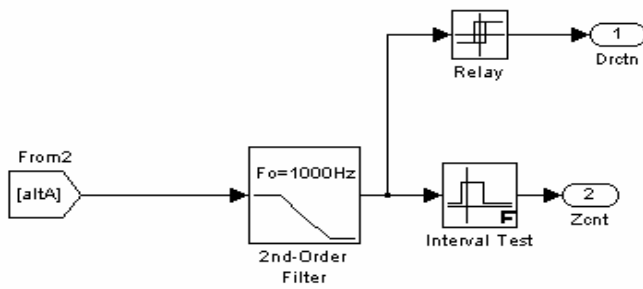 1
Relay
Drctn
From2
[altA]
Fo=1000Hz
2
F
2nd-Order
Filter
Interval Test
Zcnt